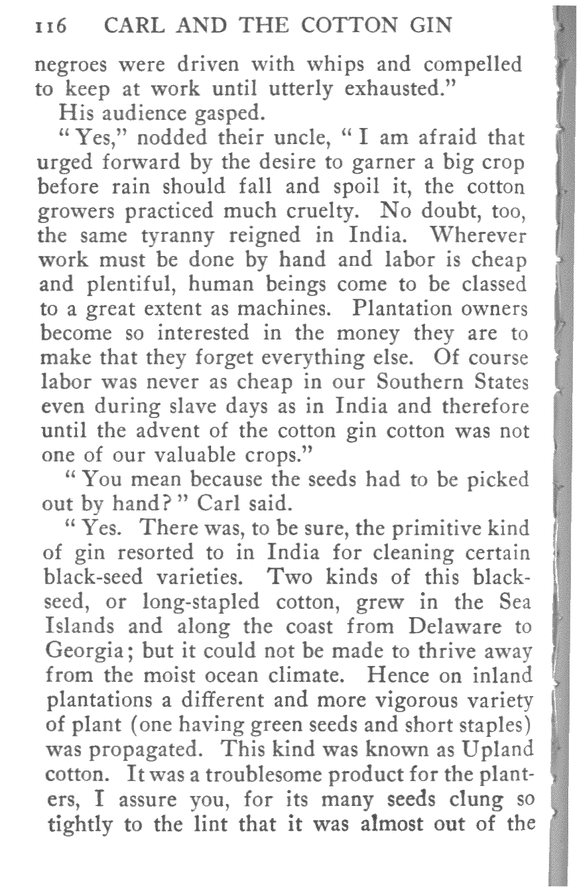 116 CARL AND THE COTTON GIN
negroes were driven with whips and compelled
to keep at work until utterly exhausted.”
His audience gasped.
“ Yes,” nodded their uncle, “ I am afraid that
urged forward by the desire to garner a big crop
before rain should fall and spoil it, the cotton
growers practiced much cruelty. No doubt, too,
the same tyranny reigned in India. Wherever
work must be done by hand and labor is cheap
and plentiful, human beings come to be classed
to a great extent as machines. Plantation owners
become so interested in the money they are to
make that they forget everything else. Of course
labor was never as cheap in our Southern States
even during slave days as in India and therefore
until the advent of the cotton gin cotton was not
one of our valuable crops.”
“ You mean because the seeds had to be picked
out by hand? ” Carl said.
“ Yes. There was, to be sure, the primitive kind
of gin resorted to in India for cleaning certain
black-seed varieties. Two kinds of this black-
seed, or long-stapled cotton, grew in the Sea
Islands and along the coast from Delaware to
Georgia; but it could not be made to thrive away
from the moist ocean climate. Hence on inland
plantations a different and more vigorous variety
of plant (one having green seeds and short staples)
was propagated. This kind was known as Upland
cotton. It was a troublesome product for the plant-
ers, I assure you, for its many seeds clung so
tightly to the lint that it was almost out of the